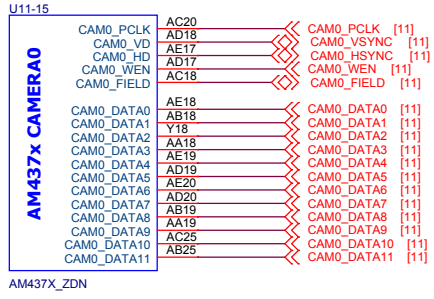 U11-15
CAM0_PCLK AC20 CAM0_PCLK [11]
CAM0_VD AD18 CAM0_VSYNC [11]
CAM0_HD AE17 CAM0_HSYNC [11]
CAM0_WEN AD17 CAM0_WEN [11]
CAM0_FIELD AC18 CAM0_FIELD [11]
CAM0_DATA0 AE18 CAM0_DATA0 [11]
CAM0_DATA1 AB18 CAM0_DATA1 [11]
CAM0_DATA2 Y18 CAM0_DATA2 [11]
CAM0_DATA3 AA18 CAM0_DATA3 [11]
CAM0_DATA4 AE19 CAM0_DATA4 [11]
CAM0_DATA5 AD19 CAM0_DATA5 [11]
CAM0_DATA6 AE20 CAM0_DATA6 [11]
CAM0_DATA7 AD20 CAM0_DATA7 [11]
CAM0_DATA8 AB19 CAM0_DATA8 [11]
CAM0_DATA9 AA19 CAM0_DATA9 [11]
CAM0_DATA10 AC25 CAM0_DATA10 [11]
CAM0_DATA11 AB25 CAM0_DATA11 [11]
AM437x CAMERA0
AM437X_ZDN